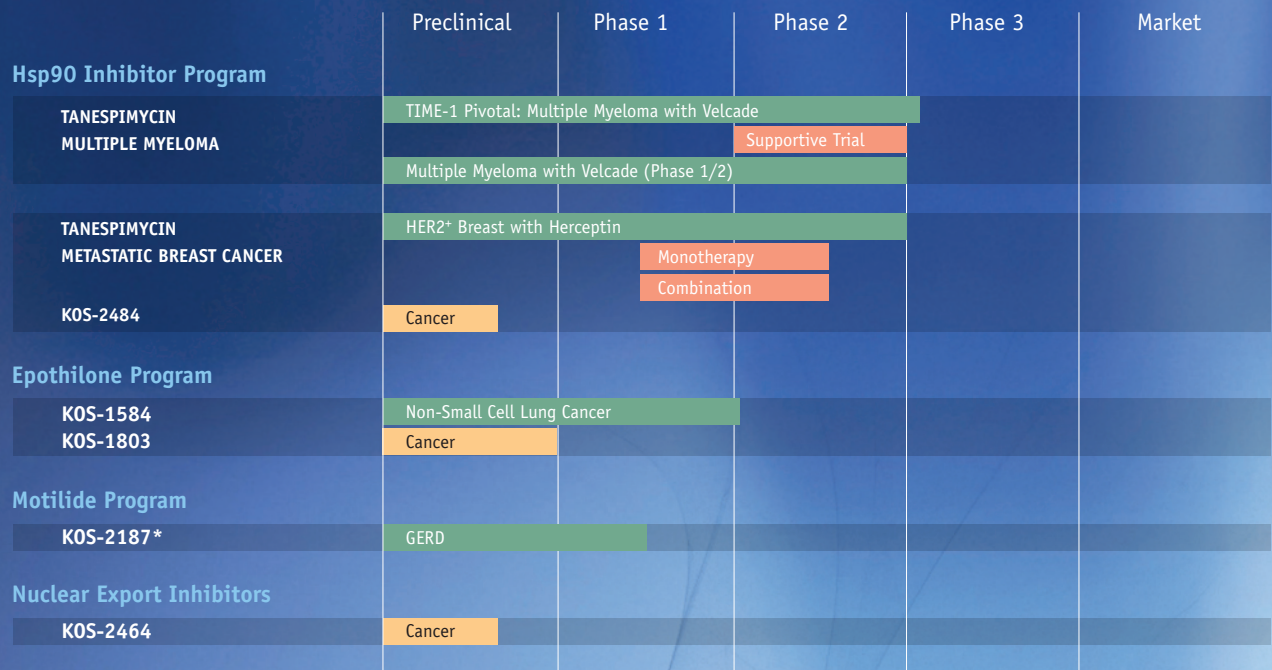 Preclinical Phase 1 Phase 2 Phase 3 Market
Hsp90 Inhibitor Program
TANESPIMYCIN
MULTIPLE MYELOMA
TIME-1 Pivotal: Multiple Myeloma with Velcade
Supportive Trial
Multiple Myeloma with Velcade (Phase 1/2)
TANESPIMYCIN
METASTATIC BREAST CANCER
HER2⁺ Breast with Herceptin
Monotherapy
Combination
KOS-2484 Cancer
Epothilone Program
KOS-1584 Non-Small Cell Lung Cancer
KOS-1803 Cancer
Motilide Program
KOS-2187* GERD
Nuclear Export Inhibitors
KOS-2464 Cancer